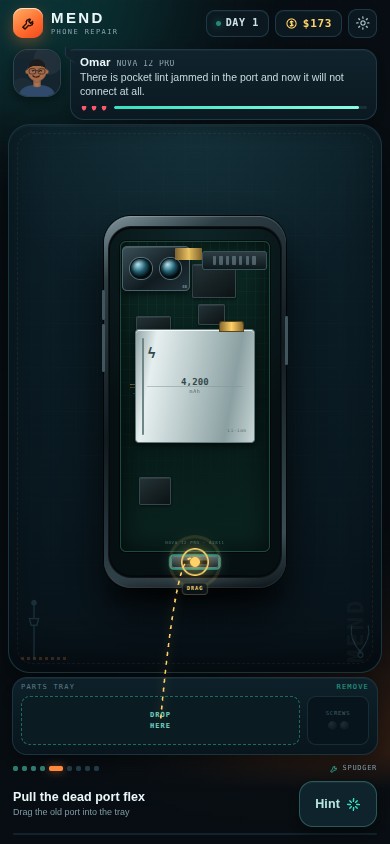 MEND
PHONE REPAIR
DAY 1
$173
Omar NOVA 12 PRO
There is pocket lint jammed in the port and now it will not
connect at all.
4,200
mAh
DRAG
MEND
PARTS TRAY
REMOVE
DROP
HERE
SCREWS
SPUDGER
Pull the dead port flex
Drag the old port into the tray
Hint